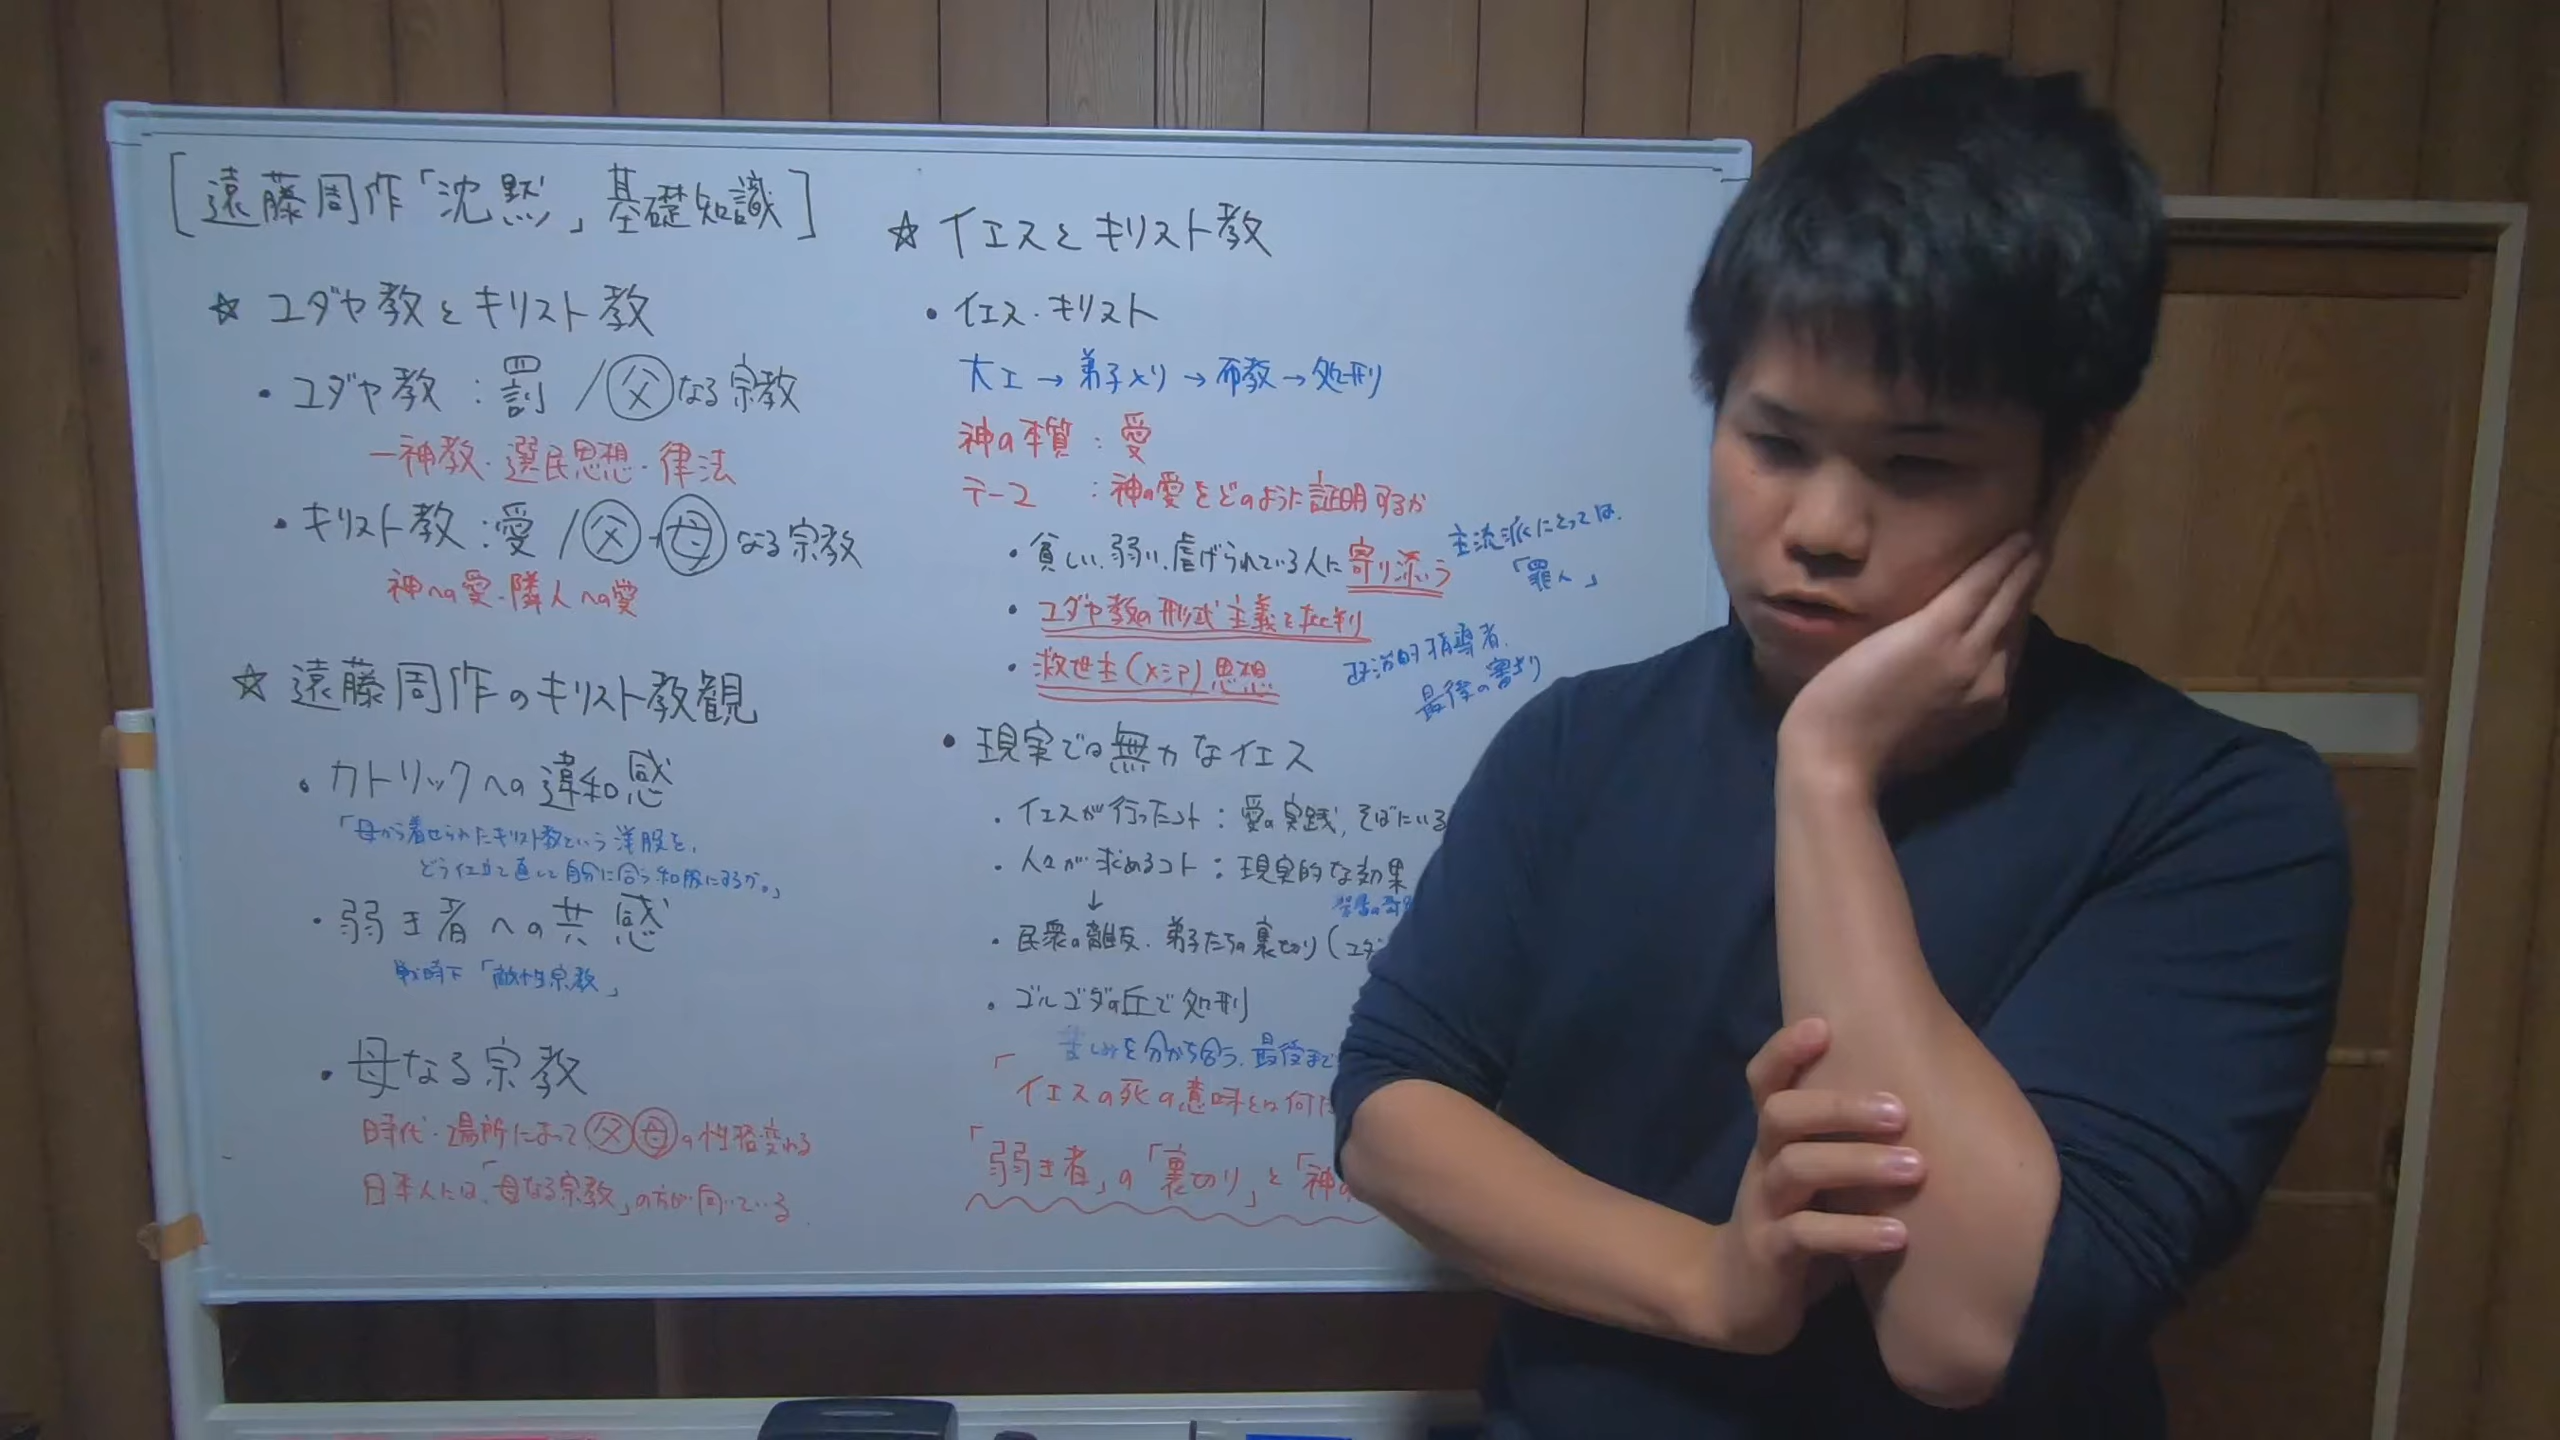 [遠藤周作「沈黙」基礎知識]
☆ ユダヤ教とキリスト教
・ユダヤ教：罰 / 父なる宗教
一神教・選民思想・律法
・キリスト教：愛 / 父・母なる宗教
神への愛・隣人への愛
☆ 遠藤周作のキリスト教観
・カトリックへの違和感
「母から着せられたキリスト教という洋服を、
どう仕立て直して自分に合う和服にするか。」
・弱き者への共感
戦時下「敵性宗教」
・母なる宗教
時代・場所によって父母の性格変わる
日本人には、「母なる宗教」の方が向いている。
☆ イエスとキリスト教
・イエス・キリスト
大工→弟子入り→布教→処刑
神の本質：愛
テーマ：神の愛をどのように証明するか
・貧しい、弱い、虐げられている人に寄り添う
主流派にとっては、
「罪人」
・ユダヤ教の形式主義を批判
・救世主(メシア)思想
政治的指導者、
最後の審判
・現実では無力なイエス
・イエスが行ったコト：愛の実践、そばにいる
・人々が求めるコト：現実的な効果
↓
・民衆の離反、弟子たちの裏切り(ユダ
・ゴルゴダの丘で処刑
苦しみを分かち合う、最後まで
「イエスの死の意味とは何
「弱き者」の「裏切り」と「神